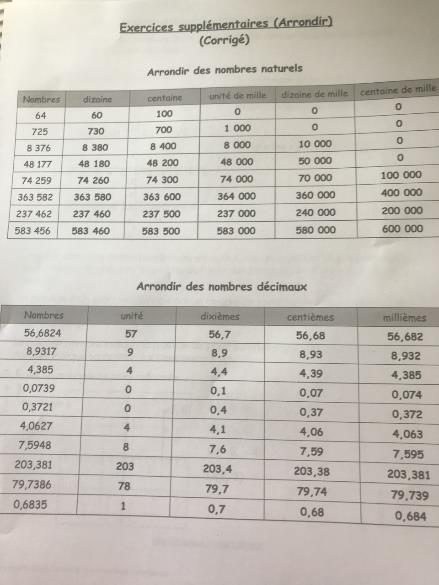 Exercices supplémentaires (Arrondir)
(Corrigé)
Arrondir des nombres naturels
Nombres dizaine centaine unité de mille dizaine de mille centaine de mille
64 60 100 0 0 0
725 730 700 1 000 0 0
8 376 8 380 8 400 8 000 10 000 0
48 177 48 180 48 200 48 000 50 000 0
74 259 74 260 74 300 74 000 70 000 100 000
363 582 363 580 363 600 364 000 360 000 400 000
237 462 237 460 237 500 237 000 240 000 200 000
583 456 583 460 583 500 583 000 580 000 600 000
Arrondir des nombres décimaux
Nombres unité dixièmes centièmes millièmes
56,6824 57 56,7 56,68 56,682
8,9317 9 8,9 8,93 8,932
4,385 4 4,4 4,39 4,385
0,0739 0 0,1 0,07 0,074
0,3721 0 0,4 0,37 0,372
4,0627 4 4,1 4,06 4,063
7,5948 8 7,6 7,59 7,595
203,381 203 203,4 203,38 203,381
79,7386 78 79,7 79,74 79,739
0,6835 1 0,7 0,68 0,684